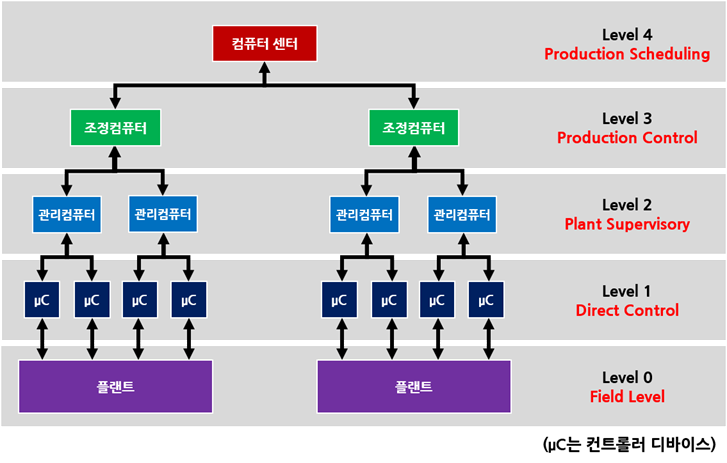 컴퓨터 센터
Level 4
Production Scheduling
조정컴퓨터
조정컴퓨터
Level 3
Production Control
관리컴퓨터
관리컴퓨터
관리컴퓨터
관리컴퓨터
Level 2
Plant Supervisory
µC
µC
µC
µC
µC
µC
µC
µC
Level 1
Direct Control
플랜트
플랜트
Level 0
Field Level
(µC는 컨트롤러 디바이스)